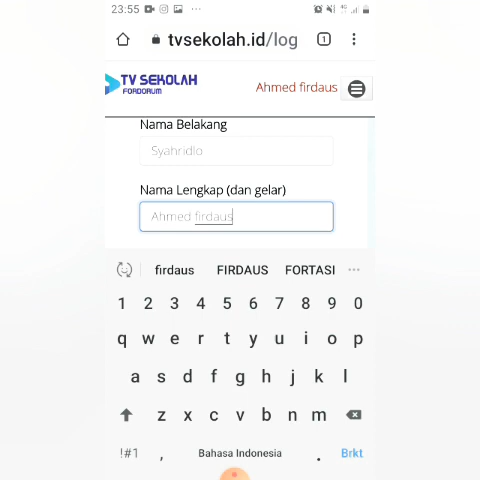 23:55
tvsekolah.id/log
1
TV SEKOLAH
FORDORUM
Ahmed firdaus
Nama Belakang
Syahridlo
Nama Lengkap (dan gelar)
Ahmed firdaus
firdaus FIRDAUS FORTASI
1 2 3 4 5 6 7 8 9 0
q w e r t y u i o p
a s d f g h j k l
z x c v b n m
!#1 , Bahasa Indonesia . Brkt